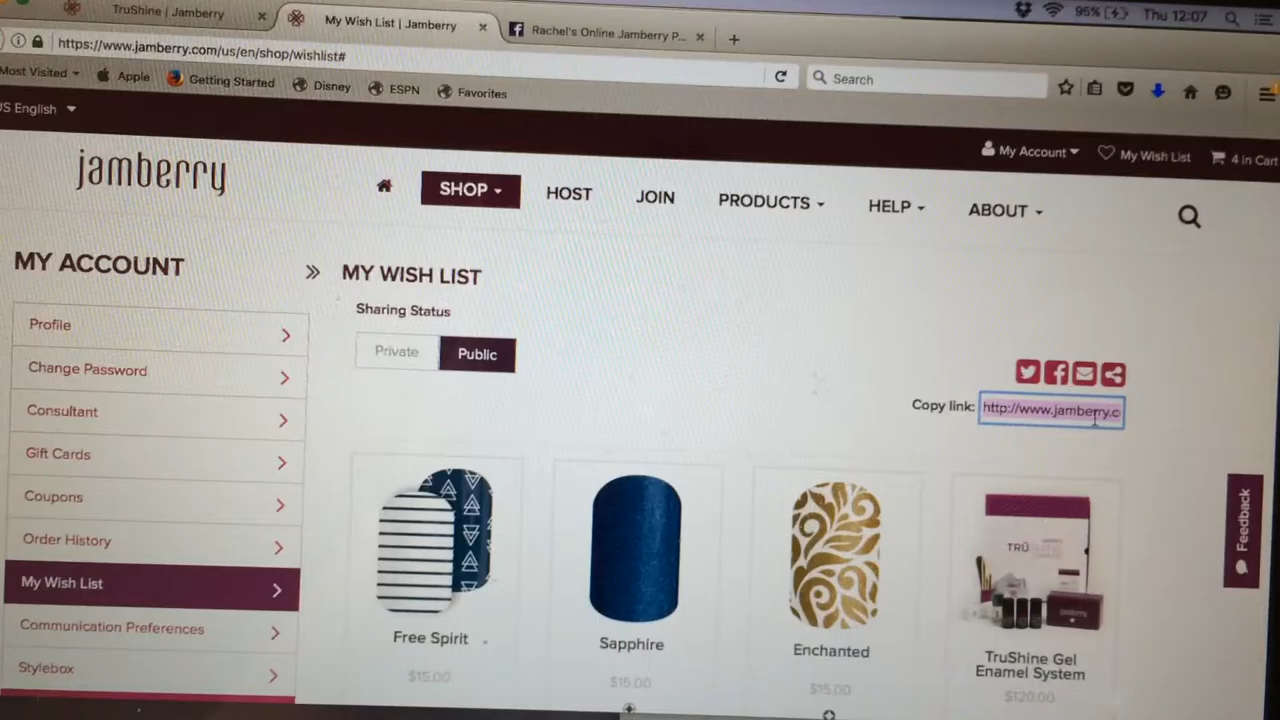 TruShine | Jamberry
My Wish List | Jamberry
Rachel's Online Jamberry P...
95%
Thu 12:07
https://www.jamberry.com/us/en/shop/wishlist#
Search
Most Visited
Apple
Getting Started
Disney
ESPN
Favorites
US English
My Account
My Wish List
4 in Cart
jamberry
SHOP
HOST
JOIN
PRODUCTS
HELP
ABOUT
MY ACCOUNT
Profile
Change Password
Consultant
Gift Cards
Coupons
Order History
My Wish List
Communication Preferences
Stylebox
MY WISH LIST
Sharing Status
Private
Public
Copy link: http://www.jamberry.c
TRŪ
Free Spirit
$15.00
Sapphire
$15.00
Enchanted
$15.00
TruShine Gel
Enamel System
$120.00
Feedback